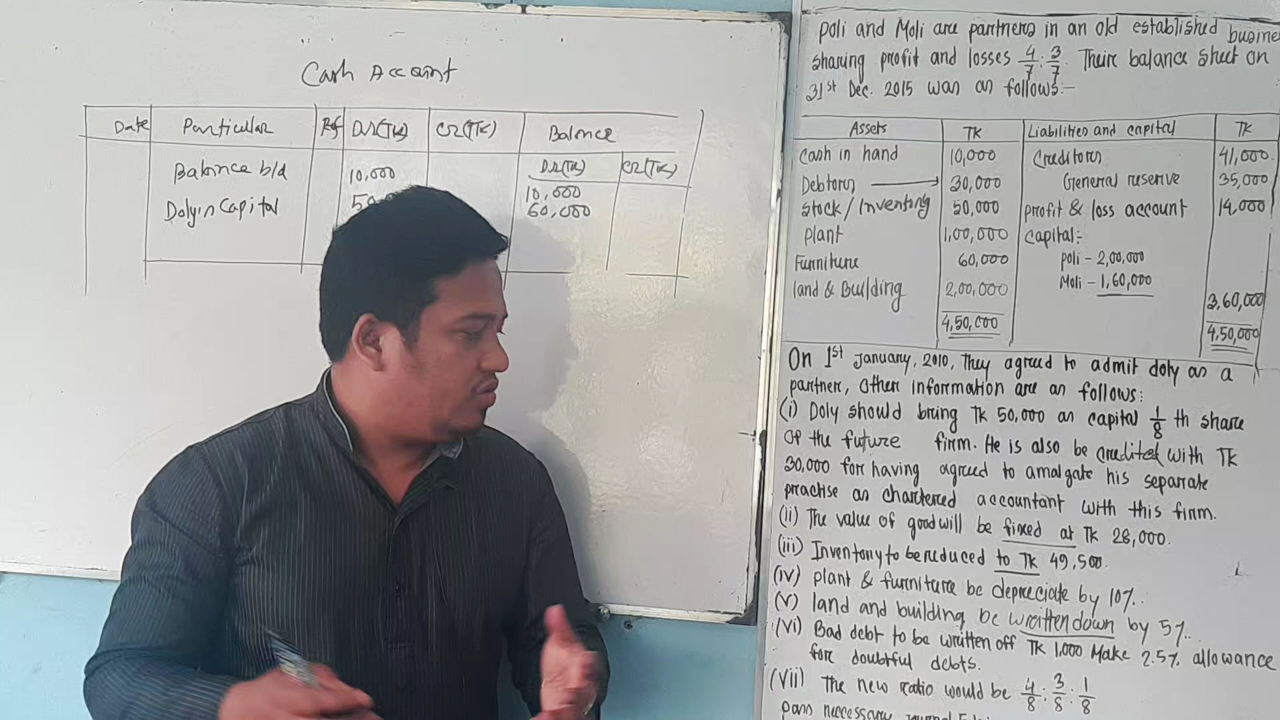 Cash Account
Date Particular Rf Dr(TK) Cr(TK) Balance
Dr(TK) Cr(TK)
Balance b/d 10,000 10,000
Doly in Capital 60,000
Poli and Moli are partners in an old established
sharing profit and losses 4/7 : 3/7. Their balance sheet on
31st Dec. 2015 was as follows:-
Assets TK Liabilities and capital TK
Cash in hand 10,000 Creditors 41,000
Debtors 30,000 General reserve 35,000
Stock/Inventing 50,000 profit & loss account 14,000
plant 1,00,000 Capital:-
Furniture 60,000 poli - 2,00,000
land & Building 2,00,000 Moli - 1,60,000
3,60,000
4,50,000 4,50,000
On 1st January, 2010, They agreed to admit doly as a
partner, Other information are as follows:
(i) Doly should bring TK 50,000 as capital 1/8 th share
of the future firm. He is also be credited with TK
30,000 for having agreed to amalgate his separate
practise as chartered accountant with this firm.
(ii) The value of goodwill be fixed at TK 28,000.
(iii) Inventory to be reduced to TK 49,500.
(iv) plant & furniture be depreciate by 10%.
(v) land and building be written down by 5%.
(vi) Bad debt to be written off TK 1,000 Make 2.5% allowance
for doubtful debts.
(vii) The new ratio would be 4/8 : 3/8 : 1/8
pass necessary